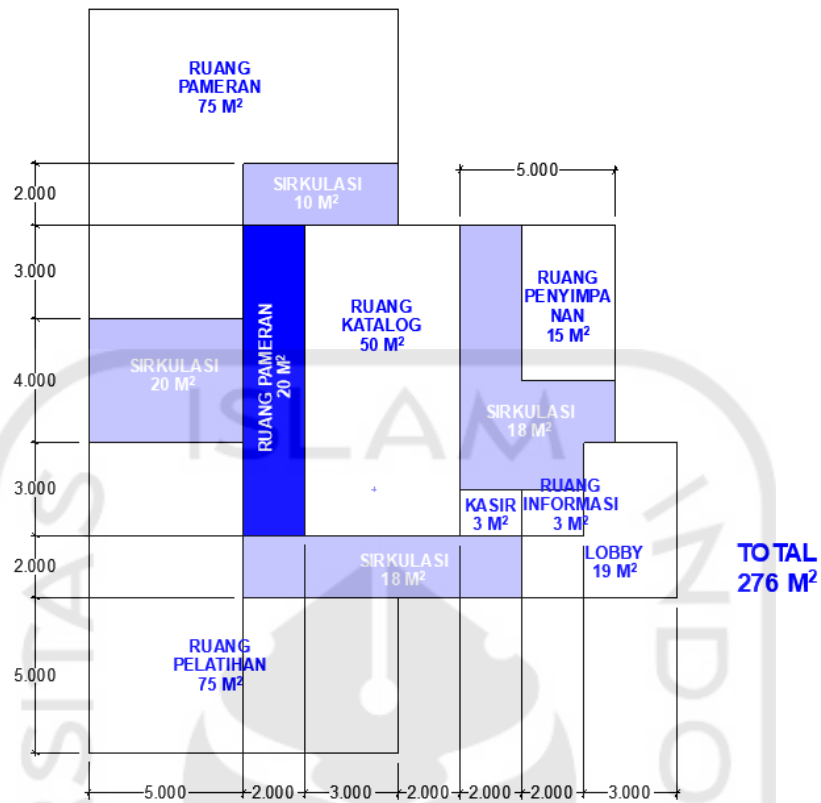 RUANG
PAMERAN
75 M²
2.000
SIRKULASI
10 M²
5.000
3.000
RUANG PAMERAN
20 M²
RUANG
KATALOG
50 M²
RUANG
PENYIMPA
NAN
15 M²
SIRKULASI
20 M²
4.000
SIRKULASI
18 M²
ISLAM
3.000
KASIR
3 M²
RUANG
INFORMASI
3 M²
2.000
SIRKULASI
18 M²
LOBBY
19 M²
TOTAL
276 M²
SITAS
INDO
RUANG
PELATIHAN
75 M²
5.000
5.000 2.000 3.000 2.000 2.000 2.000 3.000